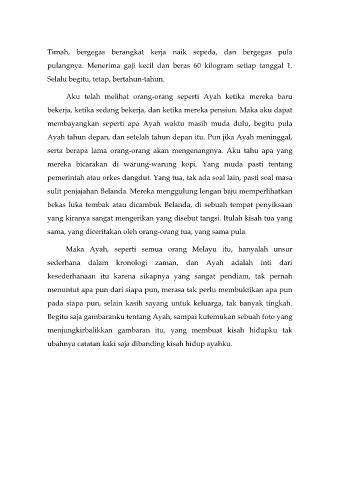 Timah, bergegas berangkat kerja naik sepeda, dan bergegas pula
pulangnya. Menerima gaji kecil dan beras 60 kilogram setiap tanggal 1.
Selalu begitu, tetap, bertahun-tahun.
Aku telah melihat orang-orang seperti Ayah ketika mereka baru
bekerja, ketika sedang bekerja, dan ketika mereka pensiun. Maka aku dapat
membayangkan seperti apa Ayah waktu masih muda dulu, begitu pula
Ayah tahun depan, dan setelah tahun depan itu. Pun jika Ayah meninggal,
serta berapa lama orang-orang akan mengenangnya. Aku tahu apa yang
mereka bicarakan di warung-warung kopi. Yang muda pasti tentang
pemerintah atau orkes dangdut. Yang tua, tak ada soal lain, pasti soal masa
sulit penjajahan Belanda. Mereka menggulung lengan baju memperlihatkan
bekas luka tembak atau dicambuk Belanda, di sebuah tempat penyiksaan
yang kiranya sangat mengerikan yang disebut tangsi. Itulah kisah tua yang
sama, yang diceritakan oleh orang-orang tua, yang sama pula.
Maka Ayah, seperti semua orang Melayu itu, hanyalah unsur
sederhana dalam kronologi zaman, dan Ayah adalah inti dari
kesederhanaan itu karena sikapnya yang sangat pendiam, tak pernah
menuntut apa pun dari siapa pun, merasa tak perlu membuktikan apa pun
pada siapa pun, selain kasih sayang untuk keluarga, tak banyak tingkah.
Begitu saja gambaranku tentang Ayah, sampai kutemukan sebuah foto yang
menjungkirbalikkan gambaran itu, yang membuat kisah hidupku tak
ubahnya catatan kaki saja dibanding kisah hidup ayahku.